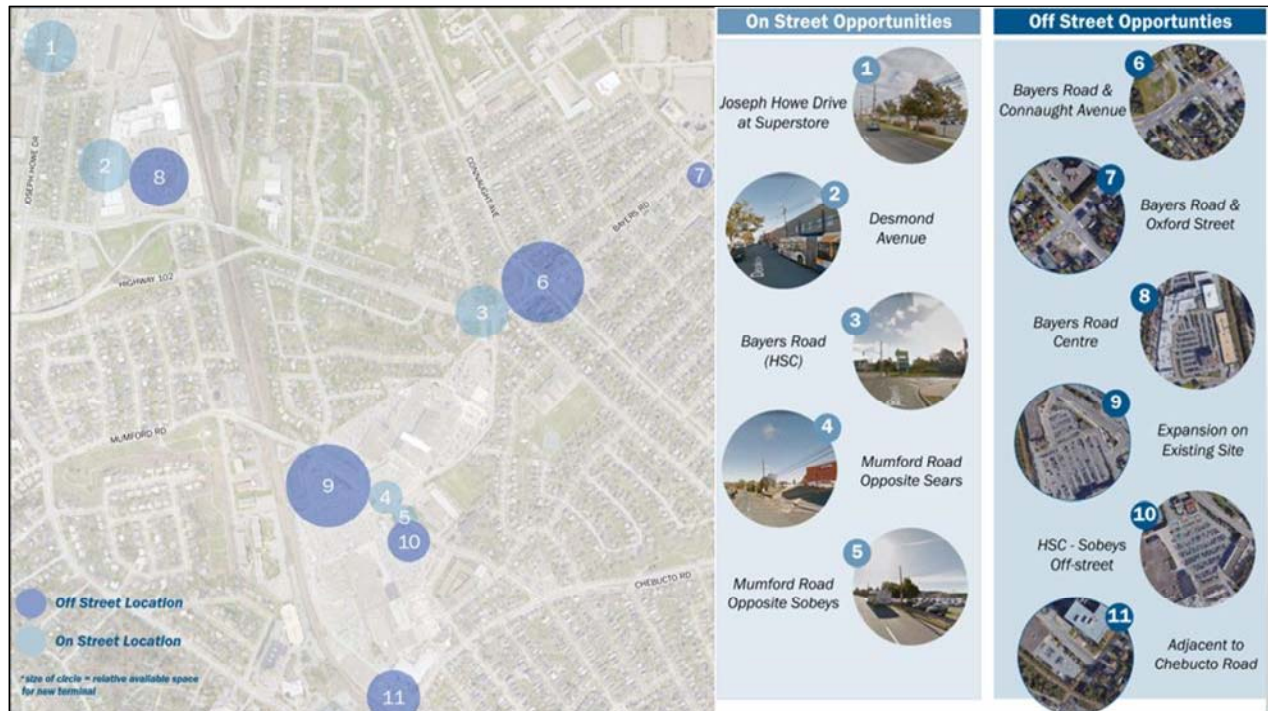 1
JOSEPH HOWE DR
2
8
CONNAUGHT AVE
BAYERS RD
7
HIGHWAY 102
3
6
MUMFORD RD
9
4
5
10
CHEBUCTO RD
11
Off Street Location
On Street Location
*size of circle = relative available space
for new terminal
On Street Opportunities
1
Joseph Howe Drive
at Superstore
2
Desmond
Avenue
3
Bayers Road
(HSC)
4
Mumford Road
Opposite Sears
5
Mumford Road
Opposite Sobeys
Off Street Opportunties
6
Bayers Road &
Connaught Avenue
7
Bayers Road &
Oxford Street
8
Bayers Road
Centre
9
Expansion on
Existing Site
10
HSC - Sobeys
Off-street
11
Adjacent to
Chebucto Road